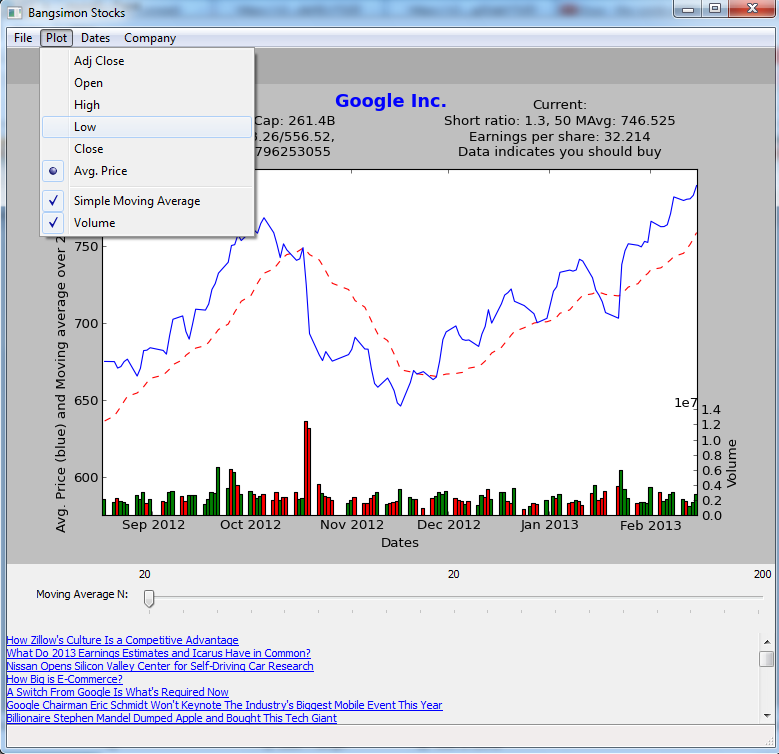 Bangsimon Stocks
File Plot Dates Company
Adj Close
Open
High
Low
Close
Avg. Price
Simple Moving Average
Volume
Google Inc.
Cap: 261.4B
3.26/556.52,
796253055
Current:
Short ratio: 1.3, 50 MAvg: 746.525
Earnings per share: 32.214
Data indicates you should buy
Avg. Price (blue) and Moving average over 2
750
700
650
600
1e7
1.4
1.2
1.0
0.8
0.6
0.4
0.2
0.0
Volume
Sep 2012 Oct 2012 Nov 2012 Dec 2012 Jan 2013 Feb 2013
Dates
20 20 200
Moving Average N:
How Zillow's Culture Is a Competitive Advantage
What Do 2013 Earnings Estimates and Icarus Have in Common?
Nissan Opens Silicon Valley Center for Self-Driving Car Research
How Big is E-Commerce?
A Switch From Google Is What's Required Now
Google Chairman Eric Schmidt Won't Keynote The Industry's Biggest Mobile Event This Year
Billionaire Stephen Mandel Dumped Apple and Bought This Tech Giant